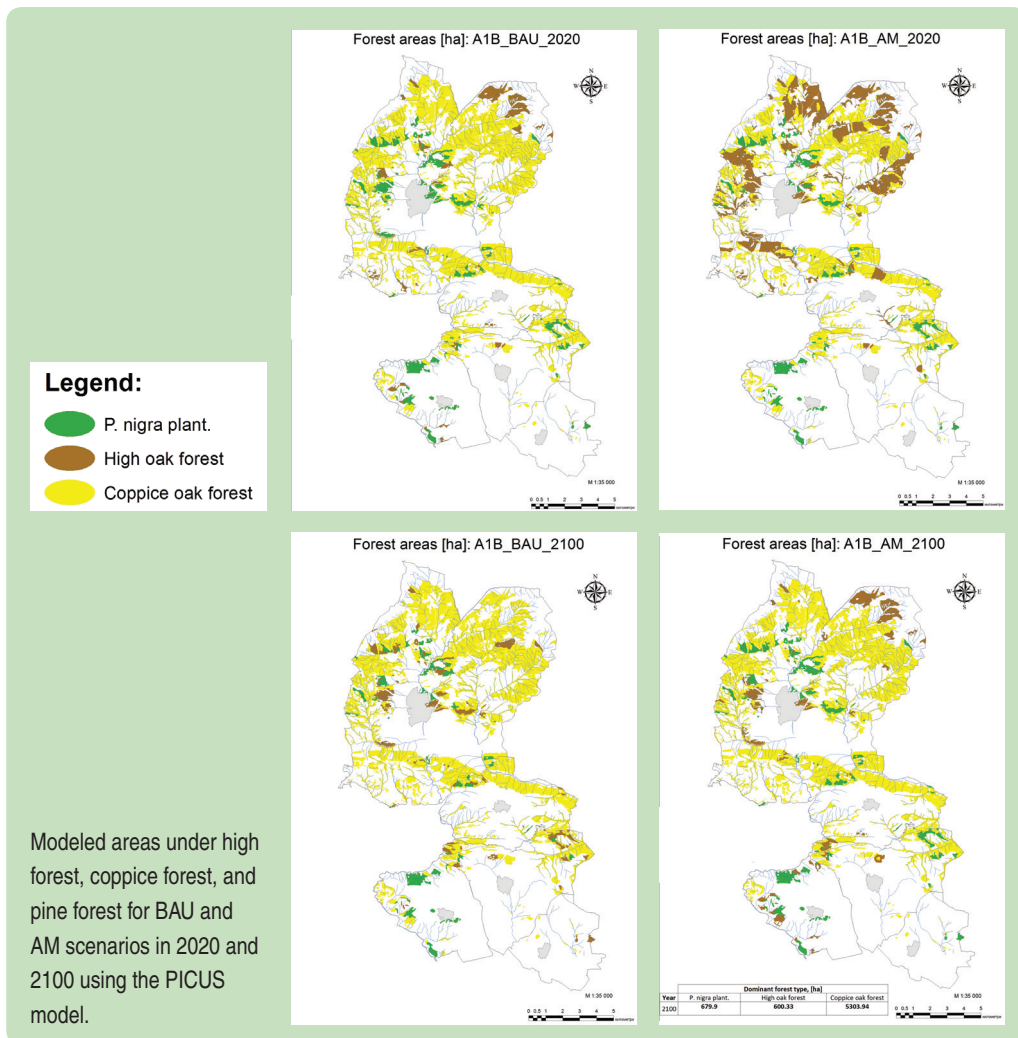 Forest areas [ha]: A1B_BAU_2020
N
W E
S
M 1:35 000
0 0.5 1 2 3 4 5
Forest areas [ha]: A1B_AM_2020
N
W E
S
M 1:35 000
0 0.5 1 2 3 4 5
Legend:
P. nigra plant.
High oak forest
Coppice oak forest
Forest areas [ha]: A1B_BAU_2100
N
W E
S
M 1:35 000
0 0.5 1 2 3 4 5
Forest areas [ha]: A1B_AM_2100
N
W E
S
M 1:35 000
Dominant forest type, [ha]
Year P. nigra plant. High oak forest Coppice oak forest
2100 679.9 600.33 5303.94
0 0.5 1 2 3 4 5
Modeled areas under high
forest, coppice forest, and
pine forest for BAU and
AM scenarios in 2020 and
2100 using the PICUS
model.